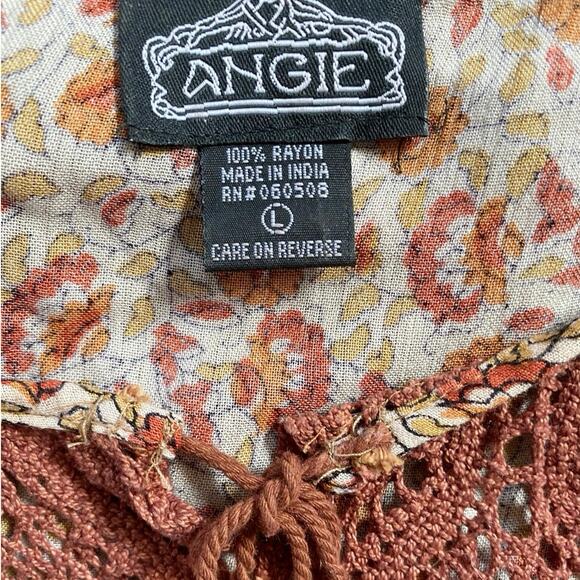 ANGIE
100% RAYON
MADE IN INDIA
RN#060508
L
CARE ON REVERSE